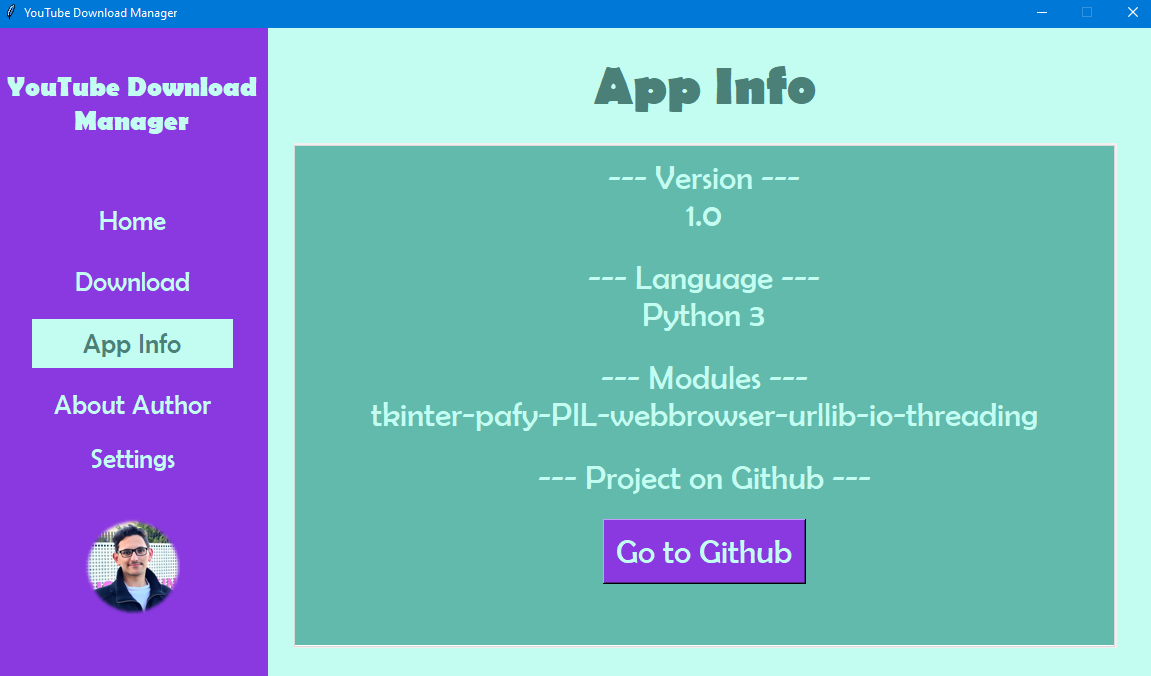 YouTube Download Manager
YouTube Download
Manager
Home
Download
App Info
About Author
Settings
App Info
--- Version ---
1.0
--- Language ---
Python 3
--- Modules ---
tkinter-pafy-PIL-webbrowser-urllib-io-threading
--- Project on Github ---
Go to Github